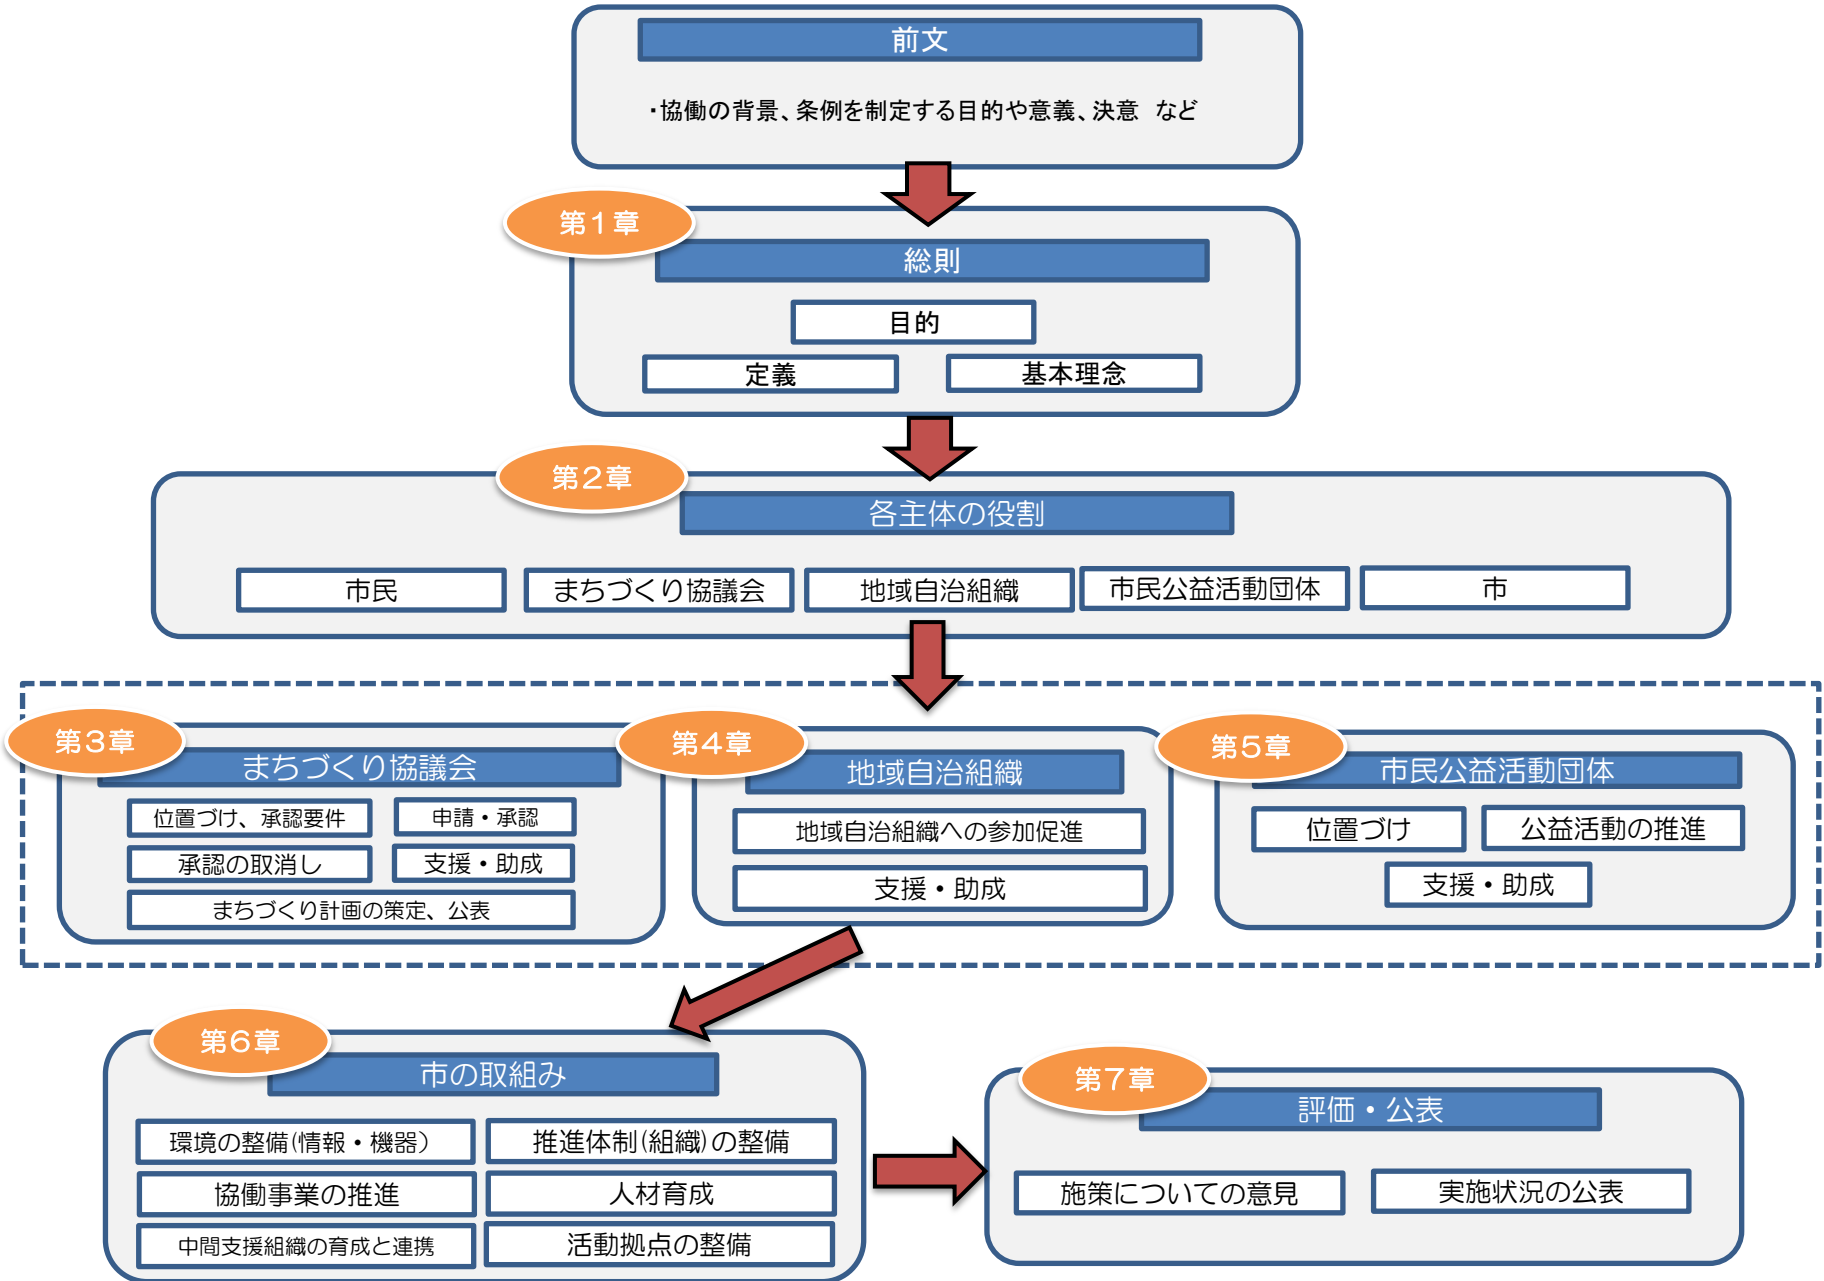 前文
・協働の背景、条例を制定する目的や意義、決意 など
第1章
総則
目的
定義
基本理念
第2章
各主体の役割
市民
まちづくり協議会
地域自治組織
市民公益活動団体
市
第3章
まちづくり協議会
位置づけ、承認要件
申請・承認
承認の取消し
支援・助成
まちづくり計画の策定、公表
第4章
地域自治組織
地域自治組織への参加促進
支援・助成
第5章
市民公益活動団体
位置づけ
公益活動の推進
支援・助成
第6章
市の取組み
環境の整備(情報・機器)
推進体制(組織)の整備
協働事業の推進
人材育成
中間支援組織の育成と連携
活動拠点の整備
第7章
評価・公表
施策についての意見
実施状況の公表